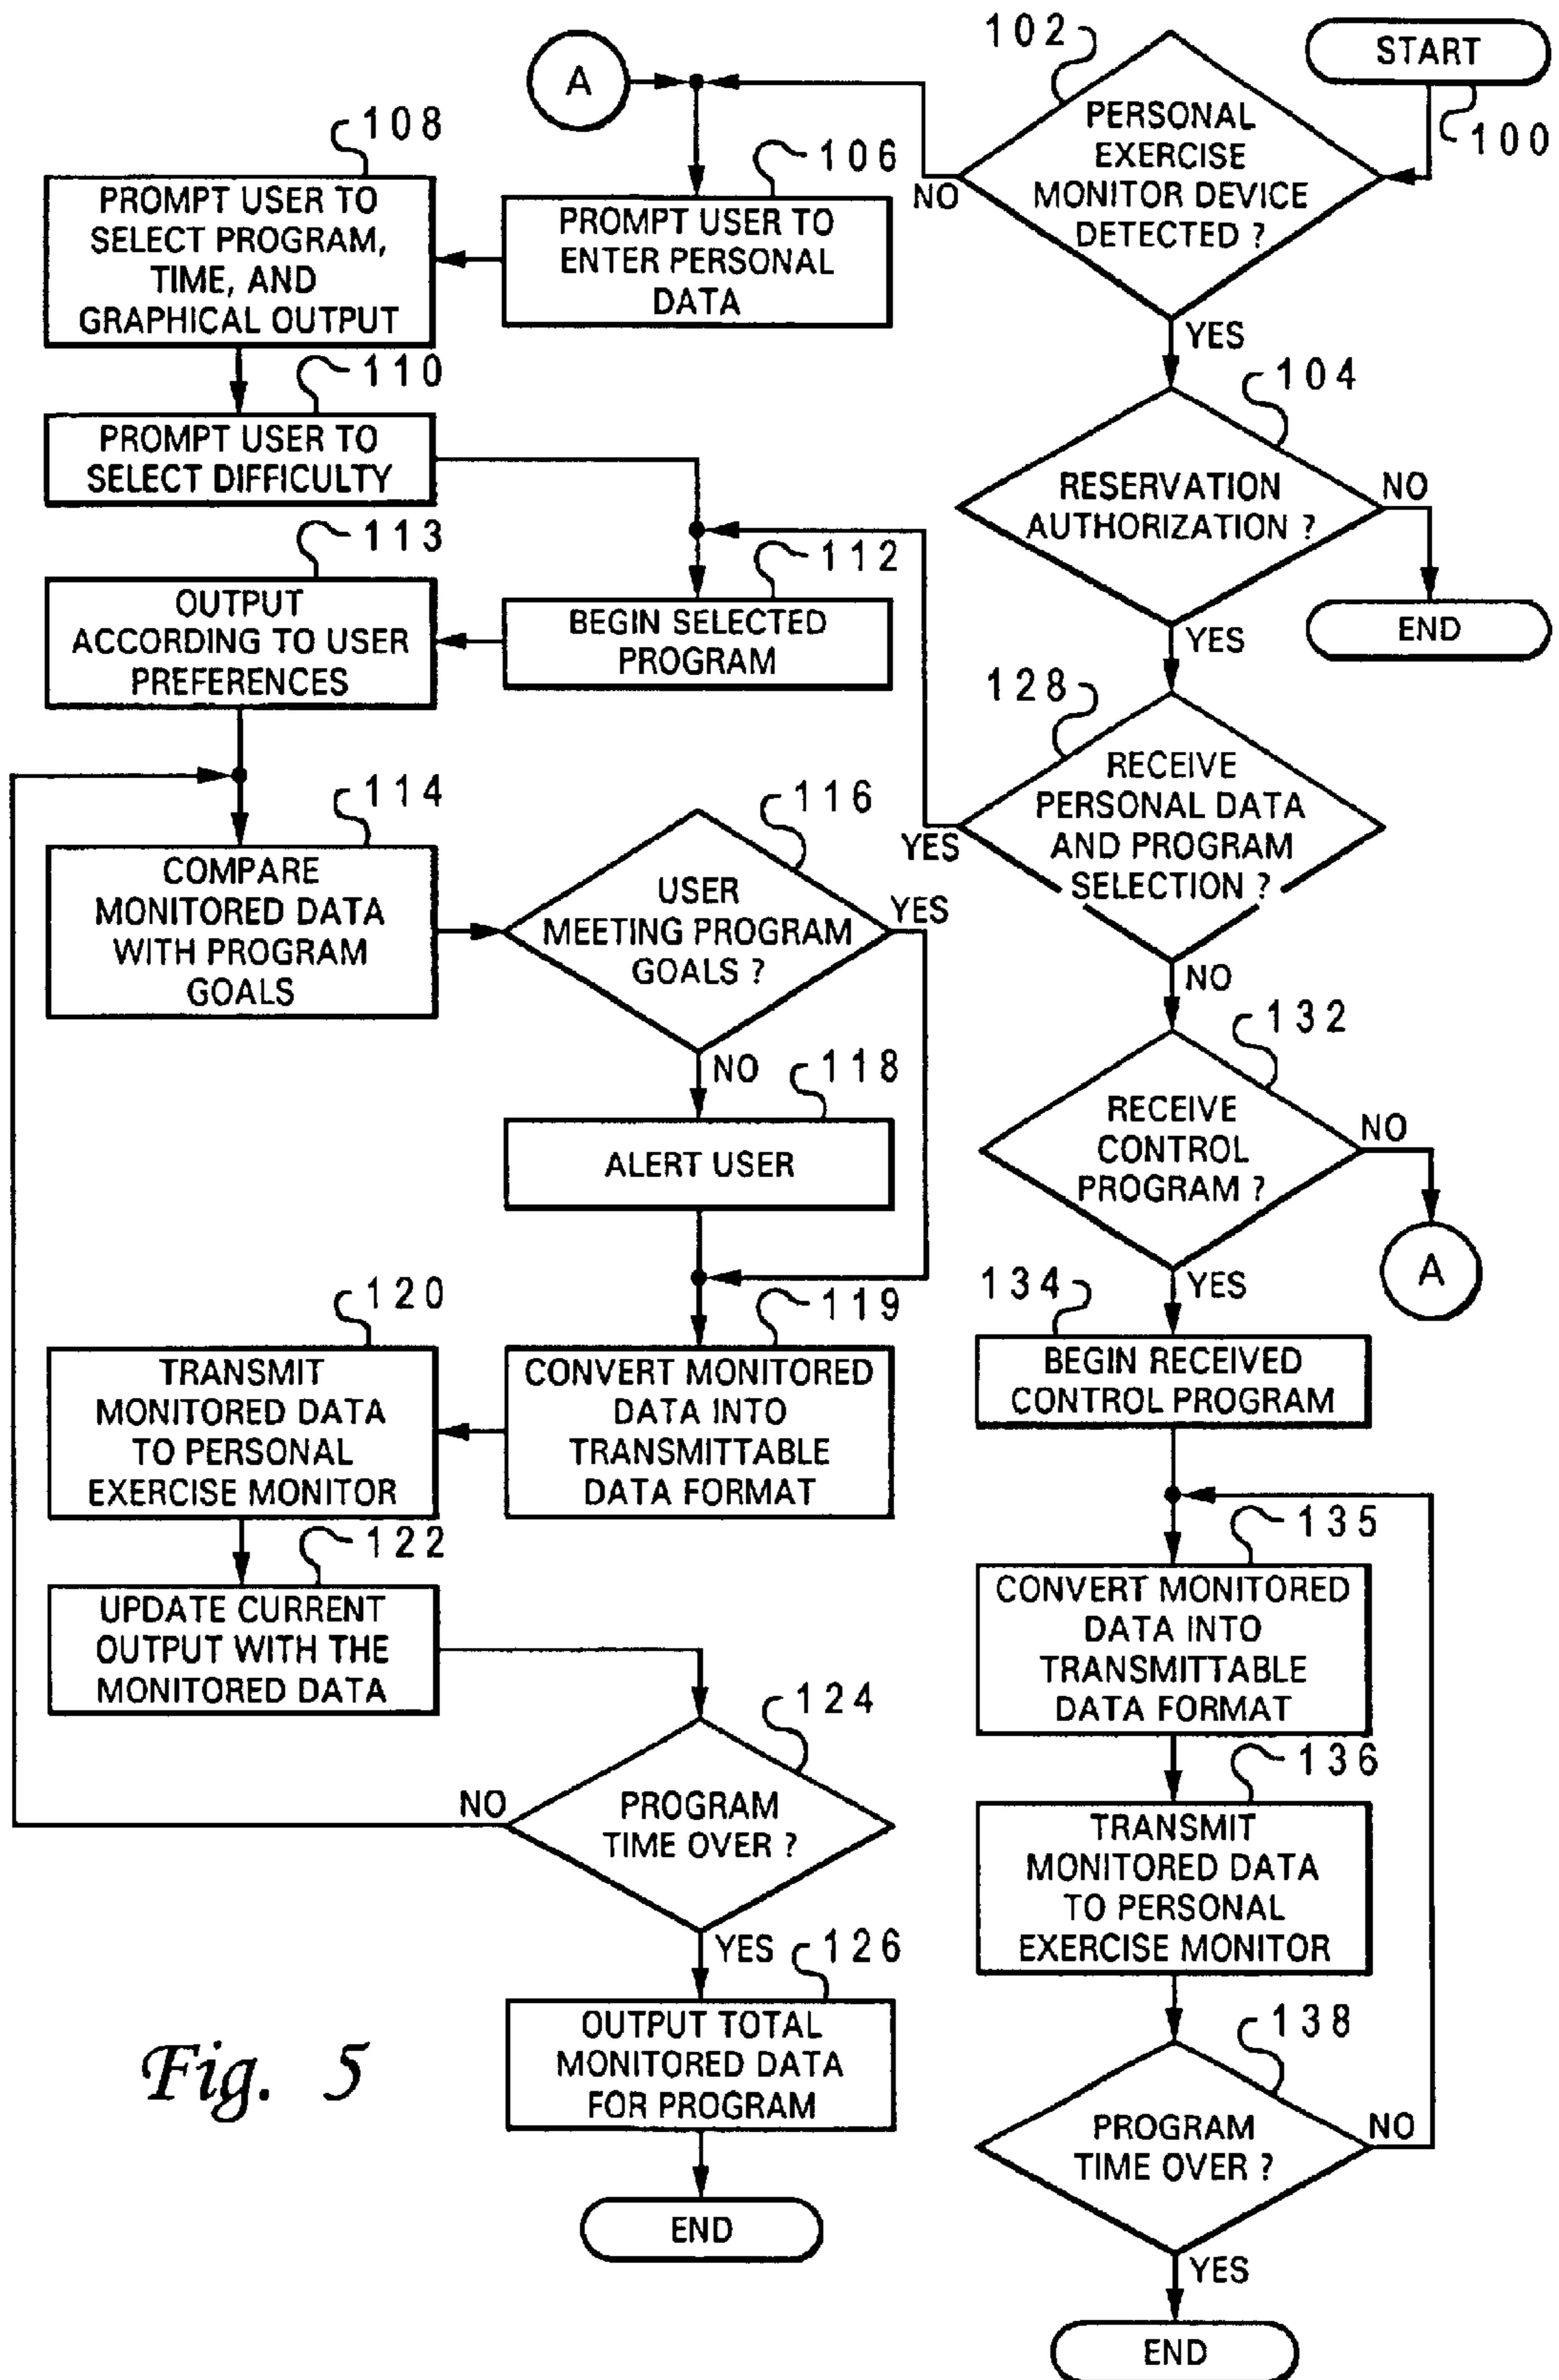 START
100
102
PERSONAL
EXERCISE
MONITOR DEVICE
DETECTED ?
NO
YES
A
106
PROMPT USER TO
ENTER PERSONAL
DATA
108
PROMPT USER TO
SELECT PROGRAM,
TIME, AND
GRAPHICAL OUTPUT
110
PROMPT USER TO
SELECT DIFFICULTY
104
RESERVATION
AUTHORIZATION ?
NO
END
YES
112
BEGIN SELECTED
PROGRAM
113
OUTPUT
ACCORDING TO USER
PREFERENCES
128
RECEIVE
PERSONAL DATA
AND PROGRAM
SELECTION ?
YES
NO
114
COMPARE
MONITORED DATA
WITH PROGRAM
GOALS
116
USER
MEETING PROGRAM
GOALS ?
YES
NO
118
ALERT USER
132
RECEIVE
CONTROL
PROGRAM ?
NO
A
YES
119
CONVERT MONITORED
DATA INTO
TRANSMITTABLE
DATA FORMAT
120
TRANSMIT
MONITORED DATA
TO PERSONAL
EXERCISE MONITOR
122
UPDATE CURRENT
OUTPUT WITH THE
MONITORED DATA
124
PROGRAM
TIME OVER ?
NO
YES
126
OUTPUT TOTAL
MONITORED DATA
FOR PROGRAM
END
134
BEGIN RECEIVED
CONTROL PROGRAM
135
CONVERT MONITORED
DATA INTO
TRANSMITTABLE
DATA FORMAT
136
TRANSMIT
MONITORED DATA
TO PERSONAL
EXERCISE MONITOR
138
PROGRAM
TIME OVER ?
NO
YES
END
Fig. 5